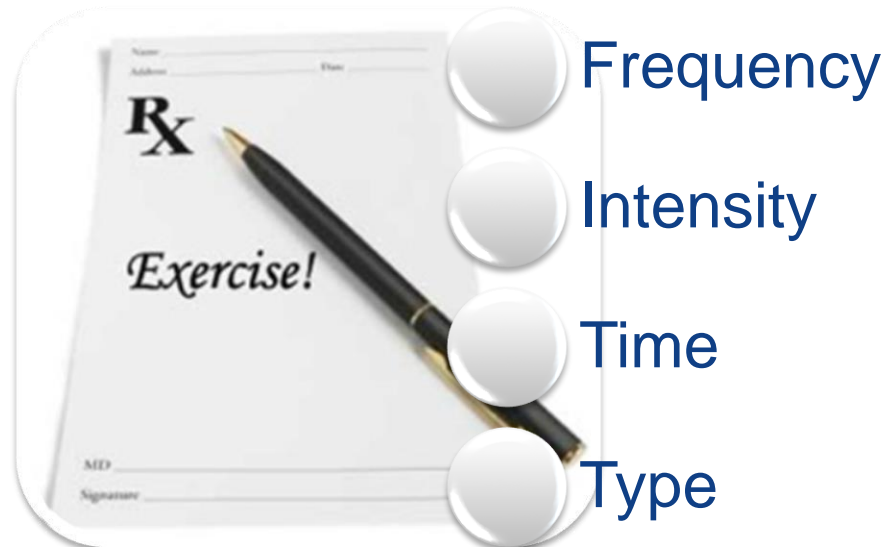 Name
Address Date
Rx
Exercise!
MD
Signature
Frequency
Intensity
Time
Type